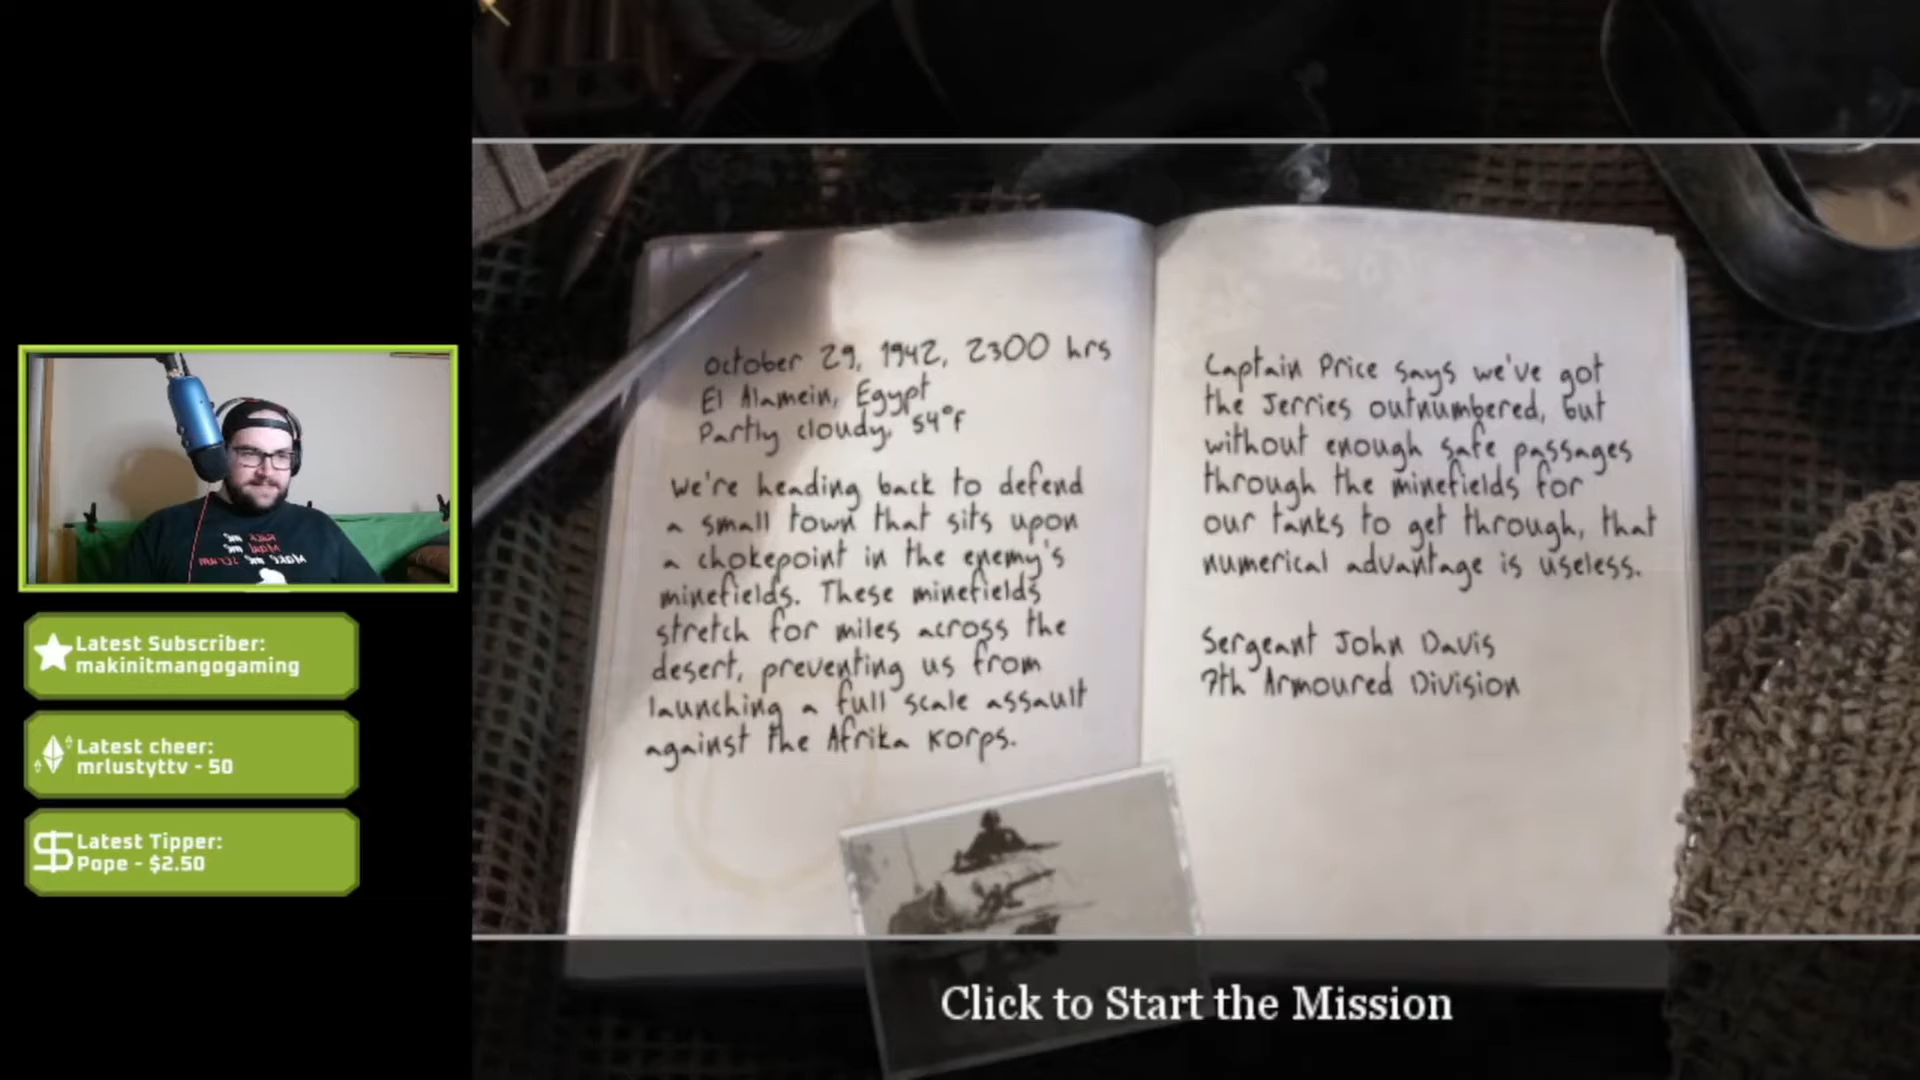 October 29, 1942, 2300 hrs
El Alamein, Egypt
Partly cloudy, 54°F
We're heading back to defend
a small town that sits upon
a chokepoint in the enemy's
minefields. These minefields
stretch for miles across the
desert, preventing us from
launching a full scale assault
against the Afrika Korps.
Captain Price says we've got
the Jerries outnumbered, but
without enough safe passages
through the minefields for
our tanks to get through, that
numerical advantage is useless.
Sergeant John Davis
7th Armoured Division
Click to Start the Mission
Latest Subscriber:
makinitmangogaming
Latest cheer:
mrlustyttv - 50
Latest Tipper:
Pope - $2.50